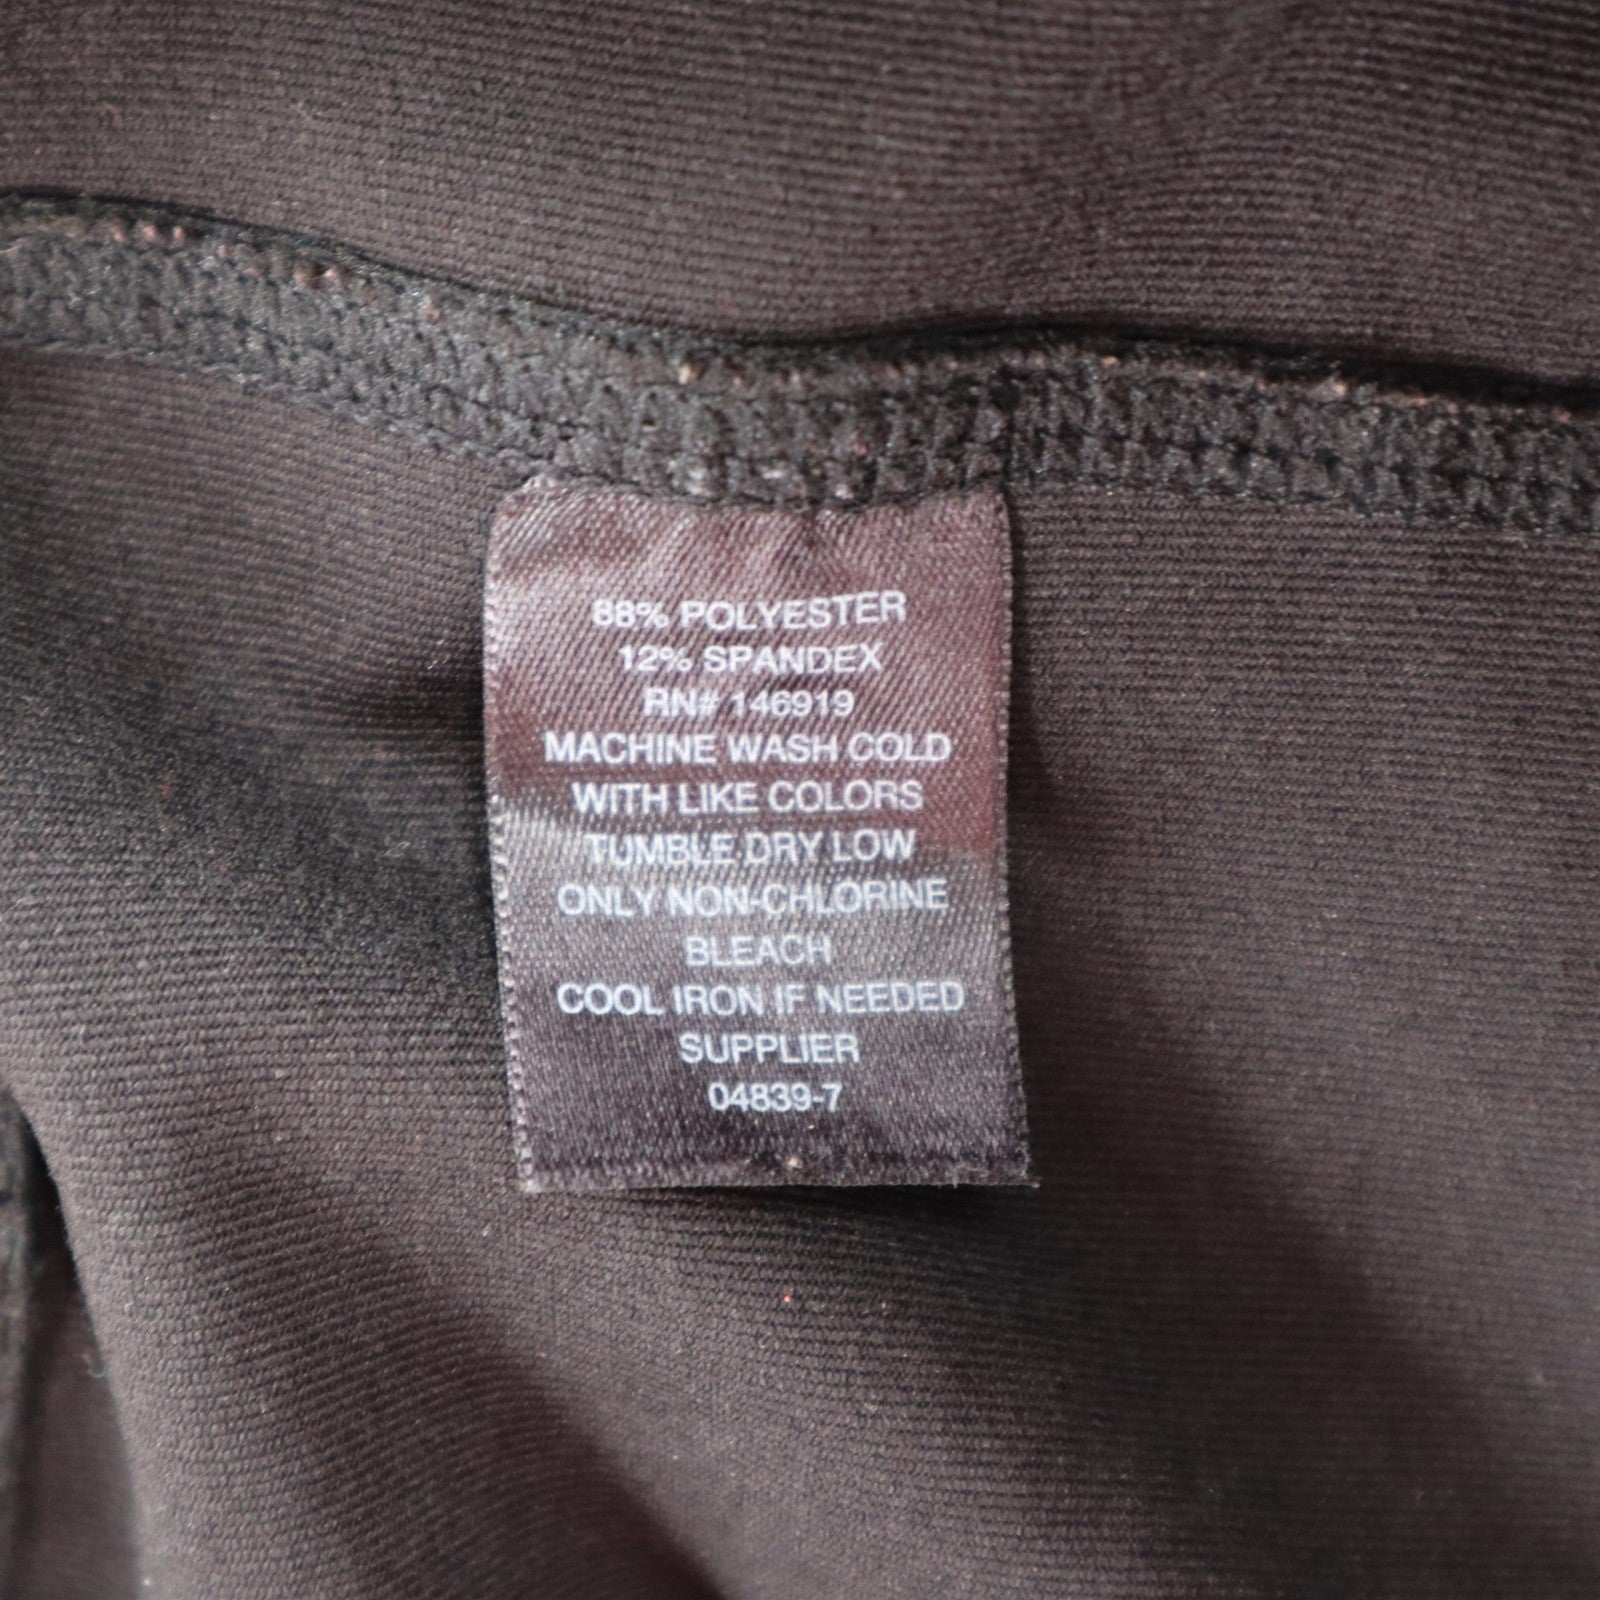 88% POLYESTER
12% SPANDEX
RN# 146919
MACHINE WASH COLD
WITH LIKE COLORS
TUMBLE DRY LOW
ONLY NON-CHLORINE
BLEACH
COOL IRON IF NEEDED
SUPPLIER
04839-7